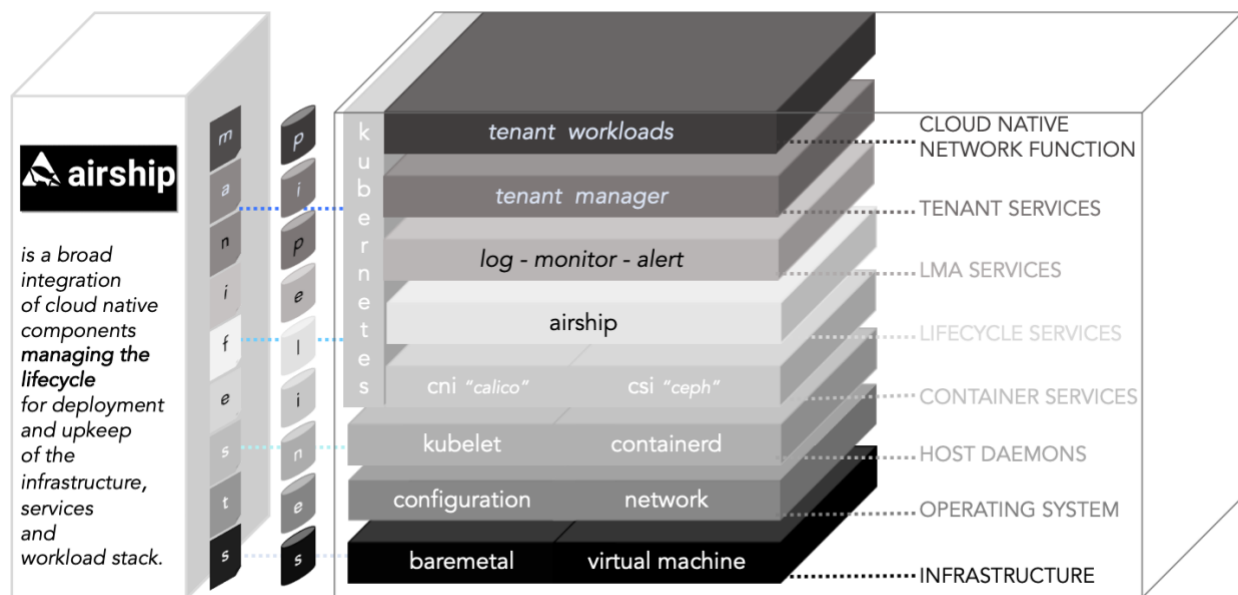 airship
is a broad
integration
of cloud native
components
managing the
lifecycle
for deployment
and upkeep
of the
infrastructure,
services
and
workload stack.
manifests
pipelines
kubernetes
tenant workloads
tenant manager
log - monitor - alert
airship
cni "calico" csi "ceph"
kubelet containerd
configuration network
baremetal virtual machine
CLOUD NATIVE
NETWORK FUNCTION
TENANT SERVICES
LMA SERVICES
LIFECYCLE SERVICES
CONTAINER SERVICES
HOST DAEMONS
OPERATING SYSTEM
INFRASTRUCTURE